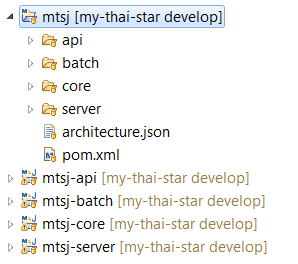 mtsj [my-thai-star develop]
api
batch
core
server
architecture.json
pom.xml
mtsj-api [my-thai-star develop]
mtsj-batch [my-thai-star develop]
mtsj-core [my-thai-star develop]
mtsj-server [my-thai-star develop]